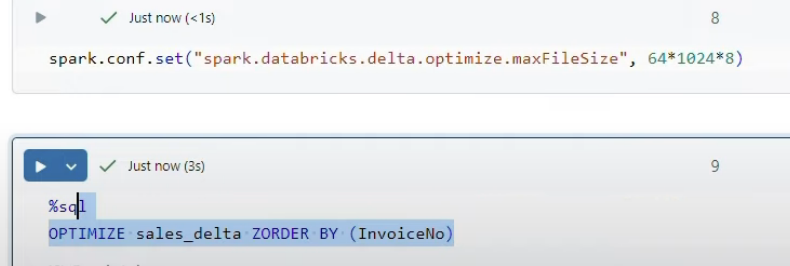 Just now (<1s)
8
spark.conf.set("spark.databricks.delta.optimize.maxFileSize", 64*1024*8)
Just now (3s)
9
%sql
OPTIMIZE sales_delta ZORDER BY (InvoiceNo)